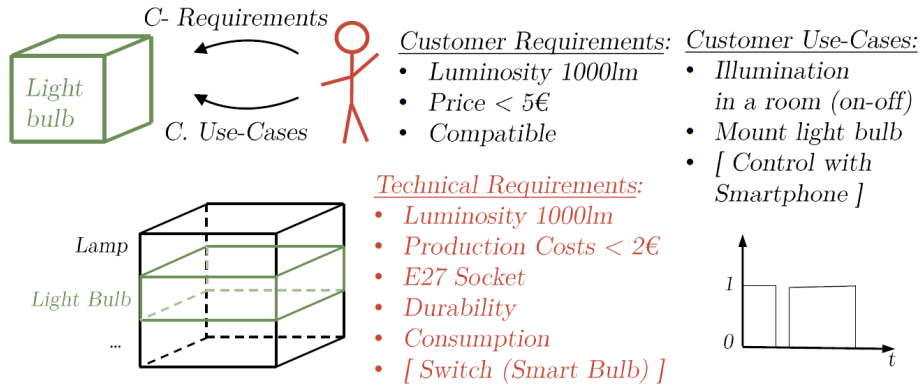 C- Requirements
Light
bulb
C. Use-Cases
Customer Requirements:
• Luminosity 1000lm
• Price < 5€
• Compatible
Customer Use-Cases:
• Illumination
in a room (on-off)
• Mount light bulb
• [ Control with
Smartphone ]
Lamp
Light Bulb
...
Technical Requirements:
• Luminosity 1000lm
• Production Costs < 2€
• E27 Socket
• Durability
• Consumption
• [ Switch (Smart Bulb) ]
1
0
t